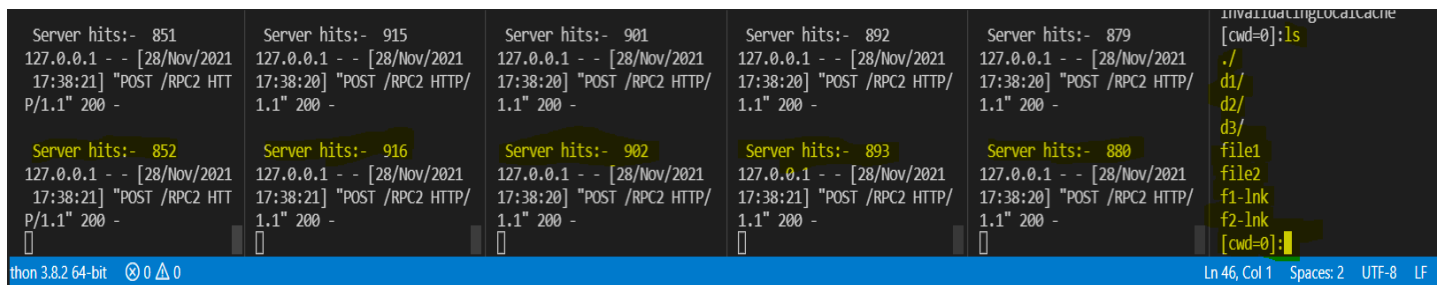 Server hits:-  851
127.0.0.1 - - [28/Nov/2021
17:38:21] "POST /RPC2 HTT
P/1.1" 200 -
Server hits:-  852
127.0.0.1 - - [28/Nov/2021
17:38:21] "POST /RPC2 HTT
P/1.1" 200 -
Server hits:-  915
127.0.0.1 - - [28/Nov/2021
17:38:20] "POST /RPC2 HTTP/
1.1" 200 -
Server hits:-  916
127.0.0.1 - - [28/Nov/2021
17:38:21] "POST /RPC2 HTTP/
1.1" 200 -
Server hits:-  901
127.0.0.1 - - [28/Nov/2021
17:38:20] "POST /RPC2 HTTP/
1.1" 200 -
Server hits:-  902
127.0.0.1 - - [28/Nov/2021
17:38:20] "POST /RPC2 HTTP/
1.1" 200 -
Server hits:-  892
127.0.0.1 - - [28/Nov/2021
17:38:20] "POST /RPC2 HTTP/
1.1" 200 -
Server hits:-  893
127.0.0.1 - - [28/Nov/2021
17:38:21] "POST /RPC2 HTTP/
1.1" 200 -
Server hits:-  879
127.0.0.1 - - [28/Nov/2021
17:38:20] "POST /RPC2 HTTP/
1.1" 200 -
Server hits:-  880
127.0.0.1 - - [28/Nov/2021
17:38:20] "POST /RPC2 HTTP/
1.1" 200 -
InvalidatingLocalCache
[cwd=0]:ls
./
d1/
d2/
d3/
file1
file2
f1-lnk
f2-lnk
[cwd=0]:
thon 3.8.2 64-bit 0 0 Ln 46, Col 1 Spaces: 2 UTF-8 LF